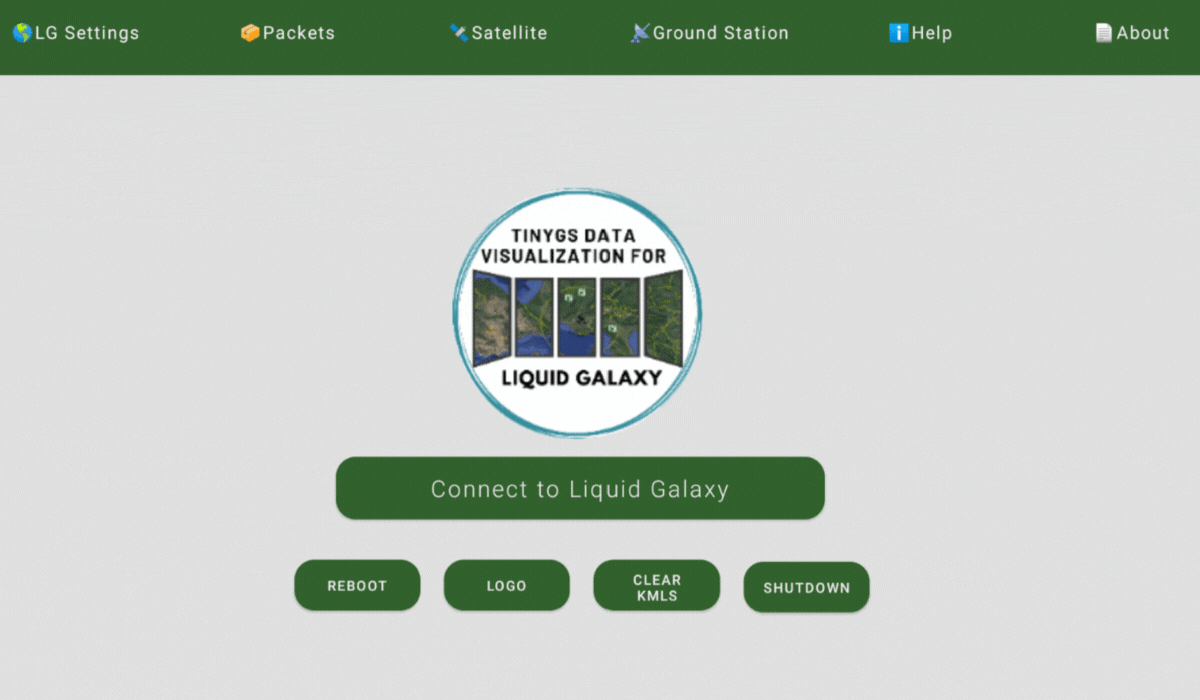 LG Settings
Packets
Satellite
Ground Station
Help
About
TINYGS DATA
VISUALIZATION FOR
LIQUID GALAXY
Connect to Liquid Galaxy
REBOOT
LOGO
CLEAR
KMLS
SHUTDOWN